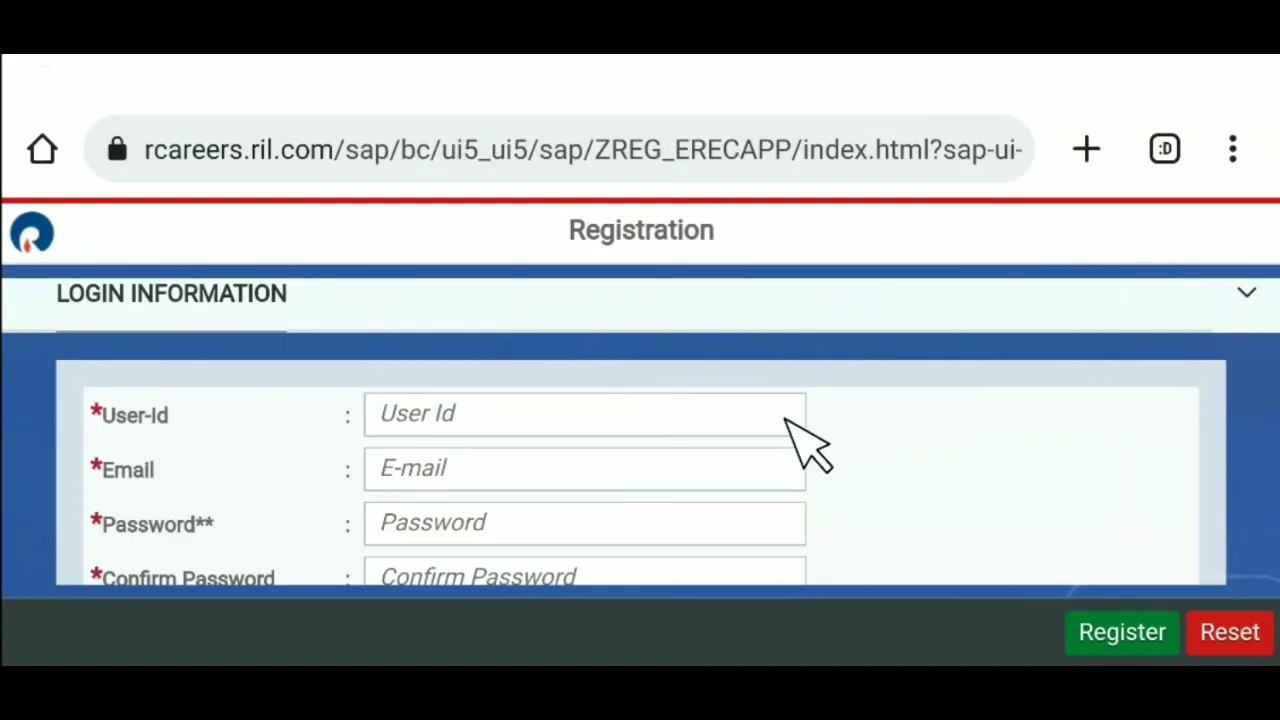 rcareers.ril.com/sap/bc/ui5_ui5/sap/ZREG_ERECAPP/index.html?sap-ui-
:D
Registration
LOGIN INFORMATION
*User-Id : User Id
*Email : E-mail
*Password** : Password
*Confirm Password : Confirm Password
Register Reset